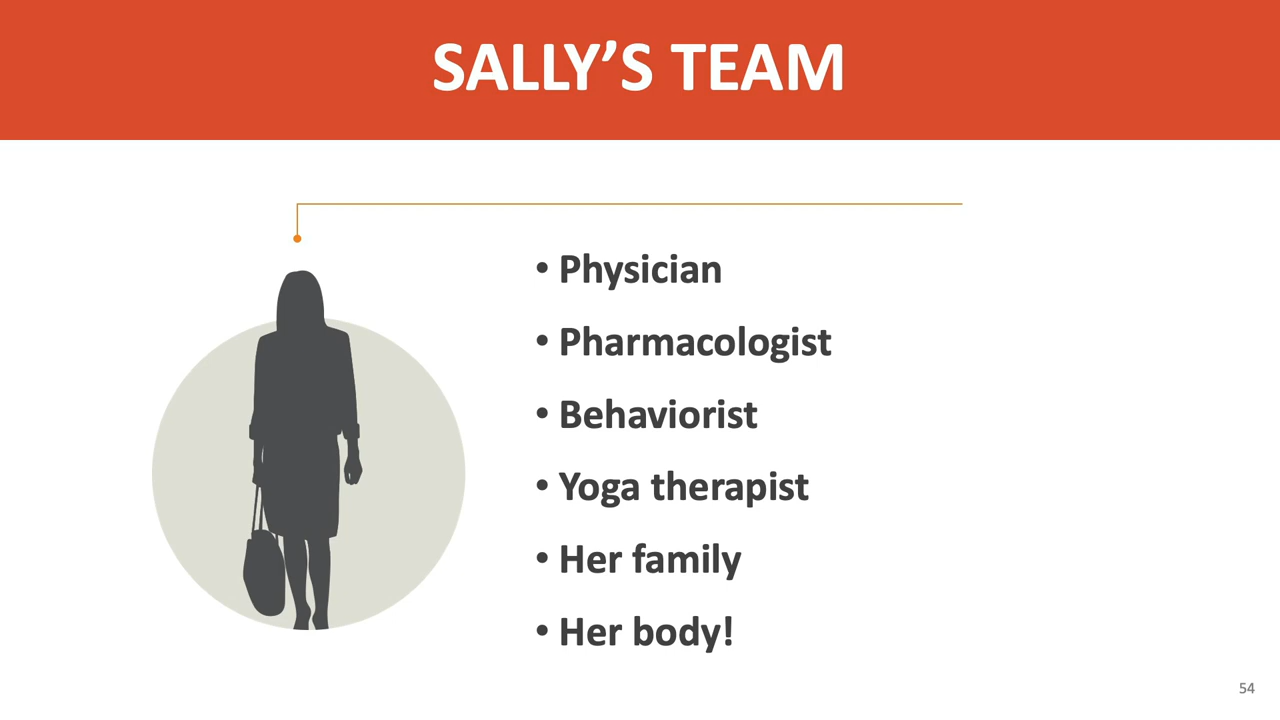 SALLY’S TEAM
• Physician
• Pharmacologist
• Behaviorist
• Yoga therapist
• Her family
• Her body!
54